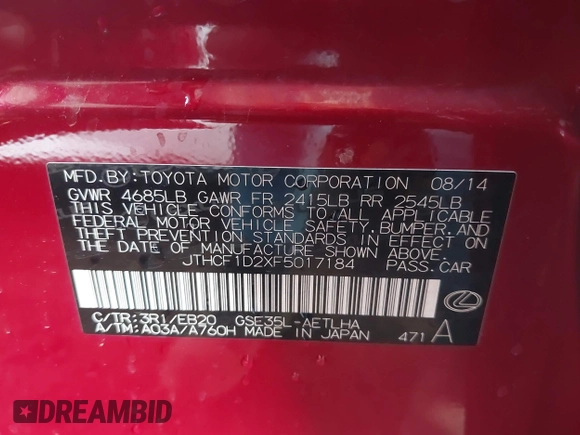 MFD. BY: TOYOTA MOTOR CORPORATION 08/14
GVWR 4685LB GAWR FR 2415LB RR 2545LB
THIS VEHICLE CONFORMS TO ALL APPLICABLE
FEDERAL MOTOR VEHICLE SAFETY, BUMPER, AND
THEFT PREVENTION STANDARDS IN EFFECT ON
THE DATE OF MANUFACTURE SHOWN ABOVE.
JTHCF1D2XF5017184 PASS. CAR
C/TR: 3R1/EB20 GSE35L-AETLHA
A/TM: A03A/A760H MADE IN JAPAN 471 A
DREAMBID